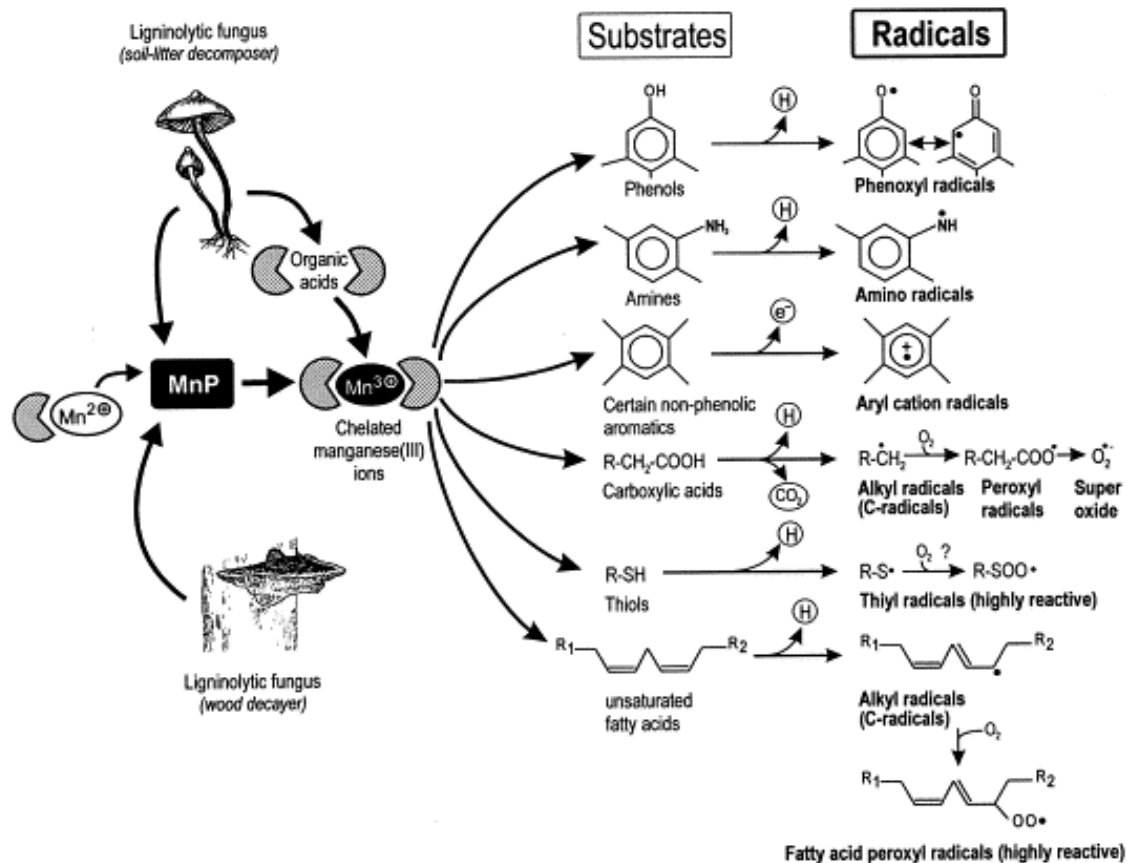 Ligninolytic fungus
(soil-litter decomposer)
Organic
acids
MnP
Mn2⊕
Mn3⊕
Chelated
manganese(III)
ions
Ligninolytic fungus
(wood decayer)
Substrates
Radicals
OH
H
O•
O
Phenols
Phenoxyl radicals
NH2
H
NH
Amines
Amino radicals
e–
+
Certain non-phenolic
aromatics
Aryl cation radicals
H
R-CH2-COOH
CO2
Carboxylic acids
R-CH2
O2
R-CH2-COO•
O2
Alkyl radicals
(C-radicals)
Peroxyl
radicals
Super
oxide
R-SH
H
R-S•
O2 ?
R-SOO•
Thiols
Thiyl radicals (highly reactive)
R1
R2
H
R1
R2
unsaturated
fatty acids
Alkyl radicals
(C-radicals)
O2
R1
R2
OO•
Fatty acid peroxyl radicals (highly reactive)